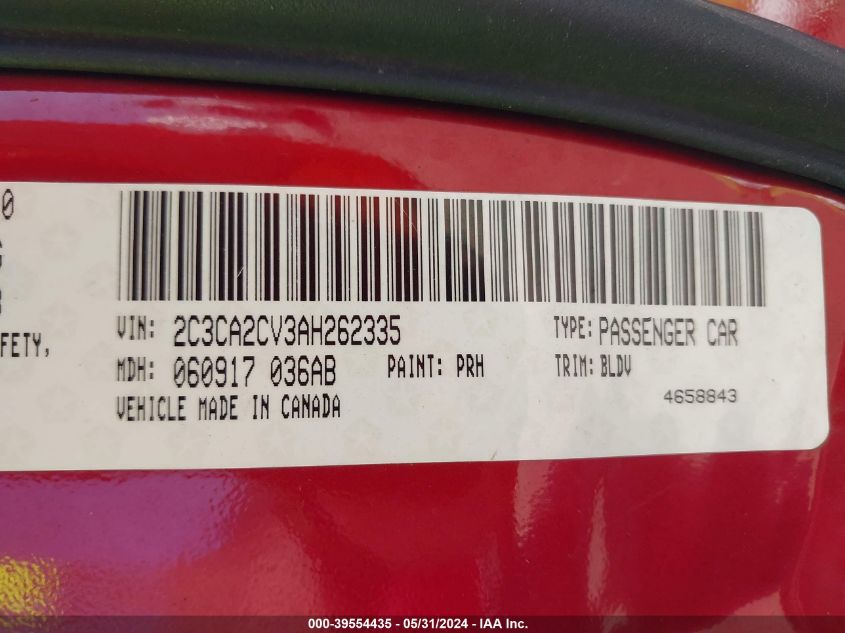 0
FETY,
VIN: 2C3CA2CV3AH262335 TYPE: PASSENGER CAR
MDH: 060917 036AB PAINT: PRH TRIM: BLDV
VEHICLE MADE IN CANADA 4658843
000-39554435 - 05/31/2024 - IAA Inc.